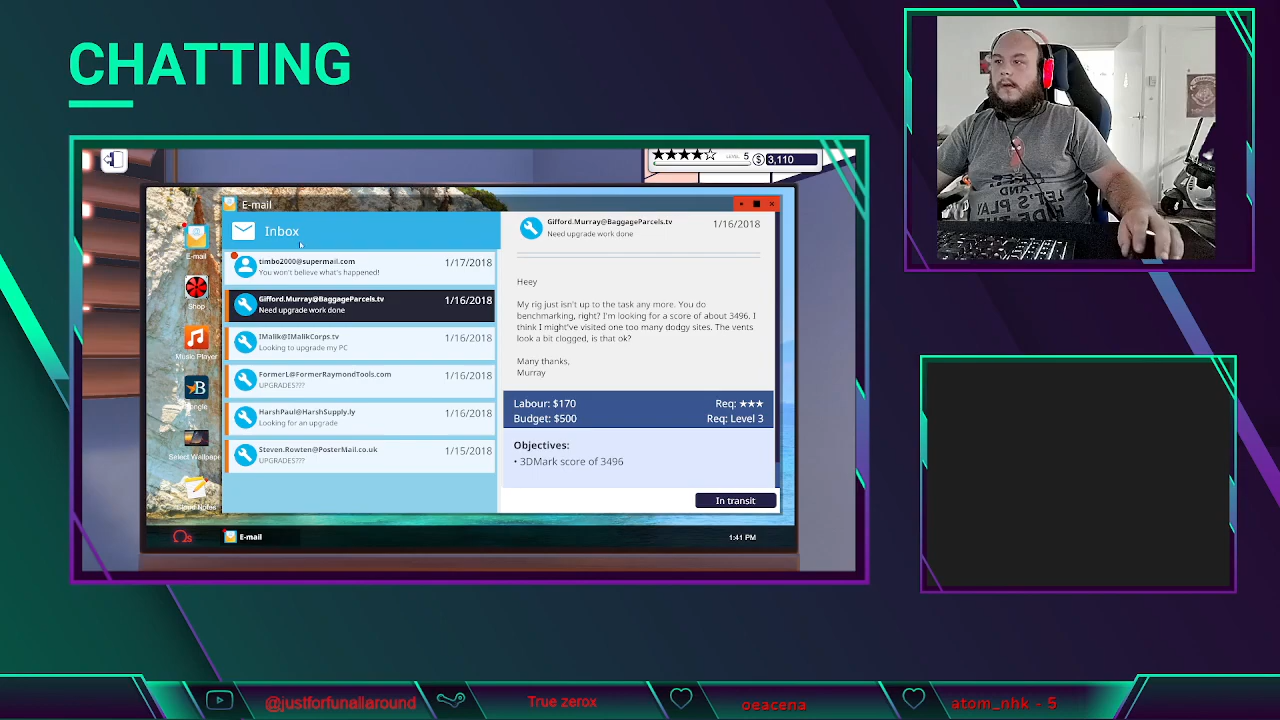 CHATTING
5
3,110
E-mail
Inbox
timbo2000@supermail.com
1/17/2018
You won't believe what's happened!
Gifford.Murray@BaggageParcels.tv
1/16/2018
Need upgrade work done
IMalik@IMalikCorps.tv
1/16/2018
Looking to upgrade my PC
FormerL@FormerRaymondTools.com
1/16/2018
UPGRADES???
HarshPaul@HarshSupply.ly
1/16/2018
Looking for an upgrade
Steven.Rowten@PosterMail.co.uk
1/15/2018
UPGRADES???
Gifford.Murray@BaggageParcels.tv
1/16/2018
Need upgrade work done
Heey
My rig just isn't up to the task any more. You do
benchmarking, right? I'm looking for a score of about 3496. I
think I might've visited one too many dodgy sites. The vents
look a bit clogged, is that ok?
Many thanks,
Murray
Labour: $170
Req: ★★★
Budget: $500
Req: Level 3
Objectives:
• 3DMark score of 3496
In transit
E-mail
Shop
Music Player
Select Wallpap
E-mail
1:41 PM
AND
LET'S PLAY
@justforfunallaround
True zerox
oeacena
atom_nhk - 5